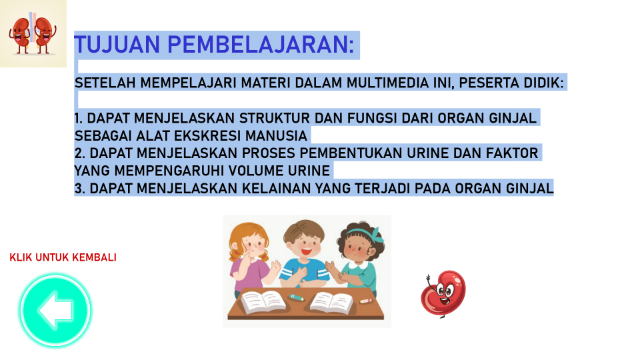 TUJUAN PEMBELAJARAN:
SETELAH MEMPELAJARI MATERI DALAM MULTIMEDIA INI, PESERTA DIDIK:
1. DAPAT MENJELASKAN STRUKTUR DAN FUNGSI DARI ORGAN GINJAL
SEBAGAI ALAT EKSKRESI MANUSIA
2. DAPAT MENJELASKAN PROSES PEMBENTUKAN URINE DAN FAKTOR
YANG MEMPENGARUHI VOLUME URINE
3. DAPAT MENJELASKAN KELAINAN YANG TERJADI PADA ORGAN GINJAL
KLIK UNTUK KEMBALI